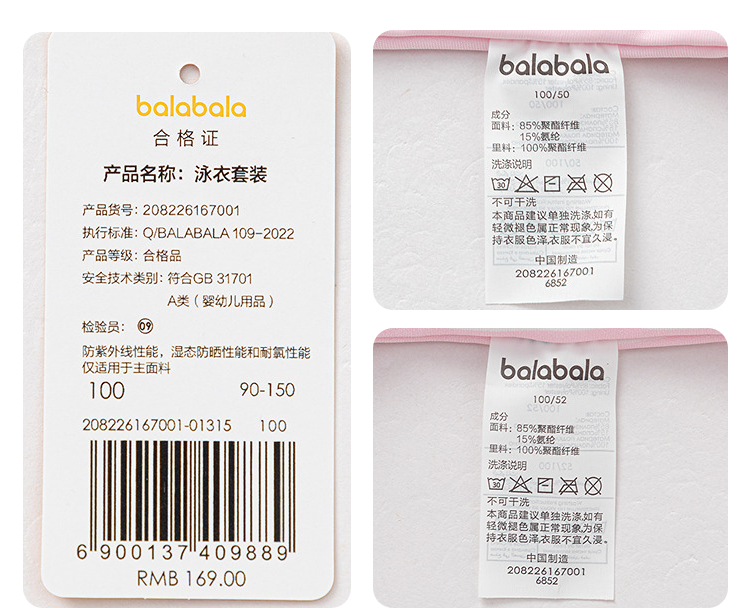 balabala
合格证
产品名称：泳衣套装
产品货号：208226167001
执行标准：Q/BALABALA 109-2022
产品等级：合格品
安全技术类别：符合GB 31701
A类（婴幼儿用品）
检验员：09
防紫外线性能，湿态防晒性能和耐氯性能
仅适用于主面料
100 90-150
208226167001-01315 100
6 900137 409889
RMB 169.00
balabala
100/50
成分
面料：85%聚酯纤维
15%氨纶
里料：100%聚酯纤维
洗涤说明
30
不可干洗
本商品建议单独洗涤,如有
轻微褪色属正常现象,为保
持衣服色泽,衣服不宜久浸。
中国制造
208226167001
6852
balabala
100/52
成分
面料：85%聚酯纤维
15%氨纶
里料：100%聚酯纤维
洗涤说明
30
不可干洗
本商品建议单独洗涤,如有
轻微褪色属正常现象,为保
持衣服色泽,衣服不宜久浸。
中国制造
208226167001
6852